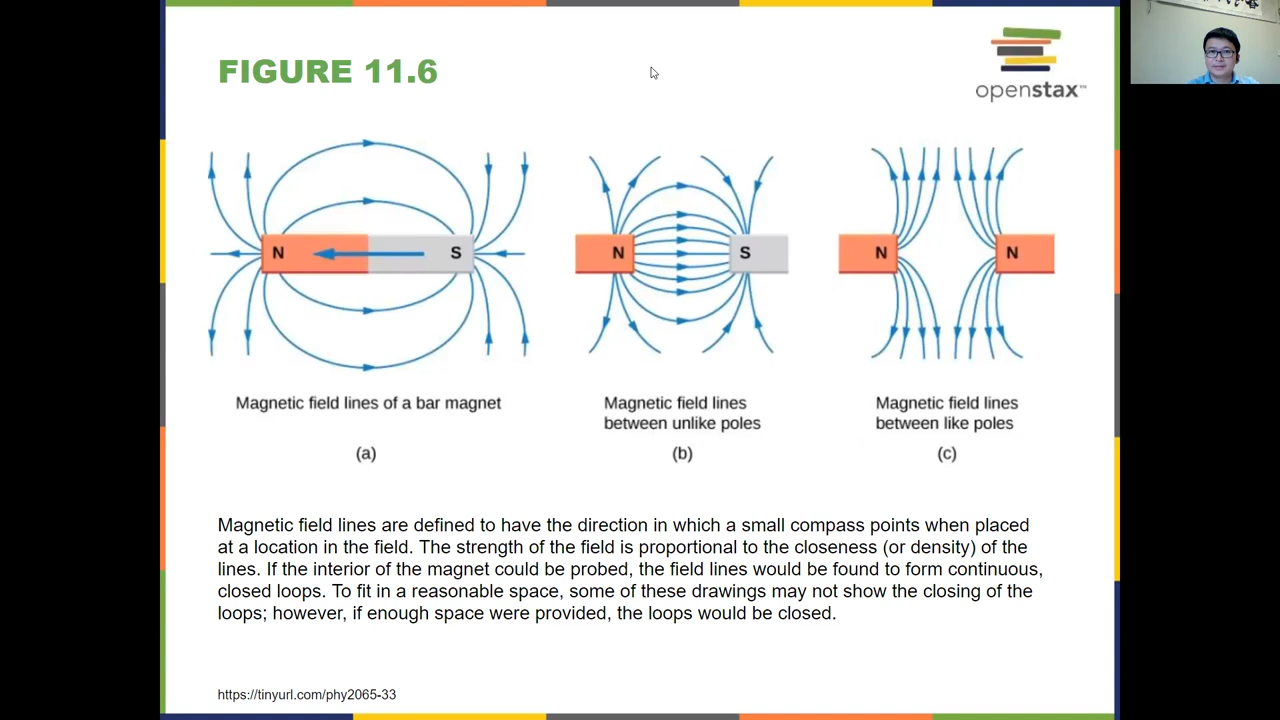 FIGURE 11.6
openstax™
N
S
N
S
N
N
Magnetic field lines of a bar magnet
(a)
Magnetic field lines
between unlike poles
(b)
Magnetic field lines
between like poles
(c)
Magnetic field lines are defined to have the direction in which a small compass points when placed
at a location in the field. The strength of the field is proportional to the closeness (or density) of the
lines. If the interior of the magnet could be probed, the field lines would be found to form continuous,
closed loops. To fit in a reasonable space, some of these drawings may not show the closing of the
loops; however, if enough space were provided, the loops would be closed.
https://tinyurl.com/phy2065-33